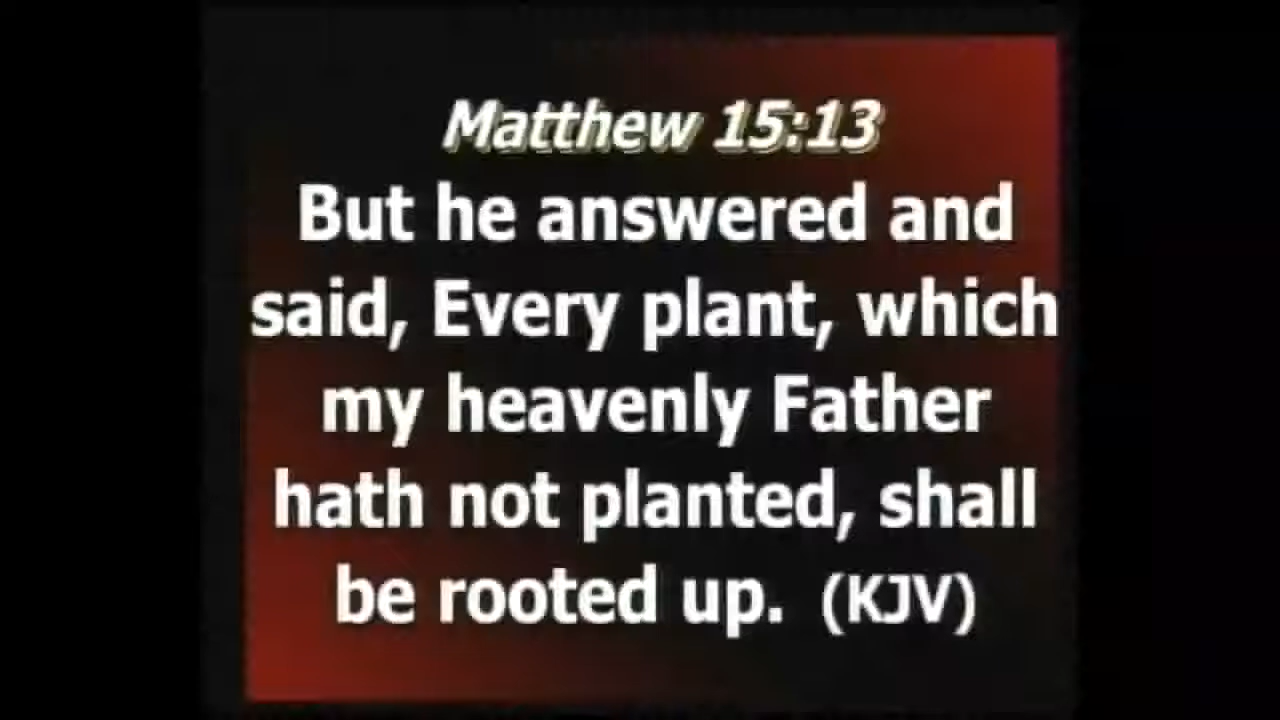 Matthew 15:13
But he answered and
said, Every plant, which
my heavenly Father
hath not planted, shall
be rooted up. (KJV)